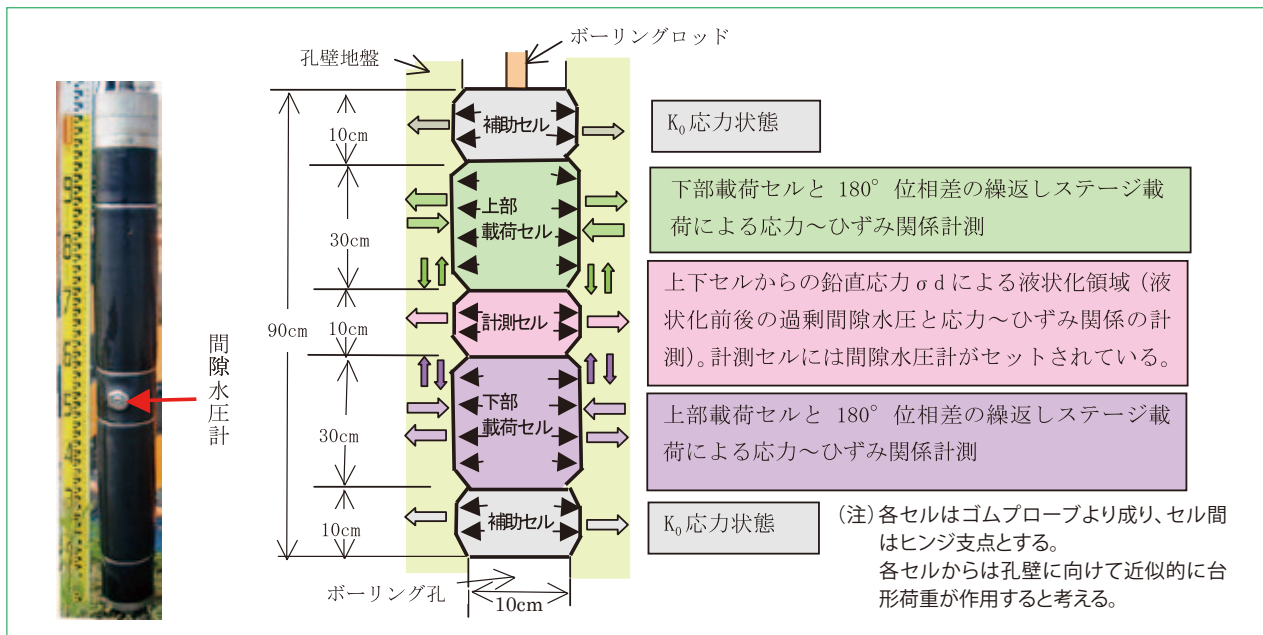 ボーリングロッド
孔壁地盤
補助セル
10cm
K₀応力状態
上部
載荷セル
30cm
下部載荷セルと 180° 位相差の繰返しステージ載
荷による応力～ひずみ関係計測
計測セル
10cm
90cm
上下セルからの鉛直応力σdによる液状化領域（液
状化前後の過剰間隙水圧と応力～ひずみ関係の計
測）。計測セルには間隙水圧計がセットされている。
間隙水圧計
下部
載荷セル
30cm
上部載荷セルと 180° 位相差の繰返しステージ載
荷による応力～ひずみ関係計測
補助セル
10cm
K₀応力状態
（注）各セルはゴムプローブより成り、セル間
はヒンジ支点とする。
各セルからは孔壁に向けて近似的に台
形荷重が作用すると考える。
ボーリング孔
10cm